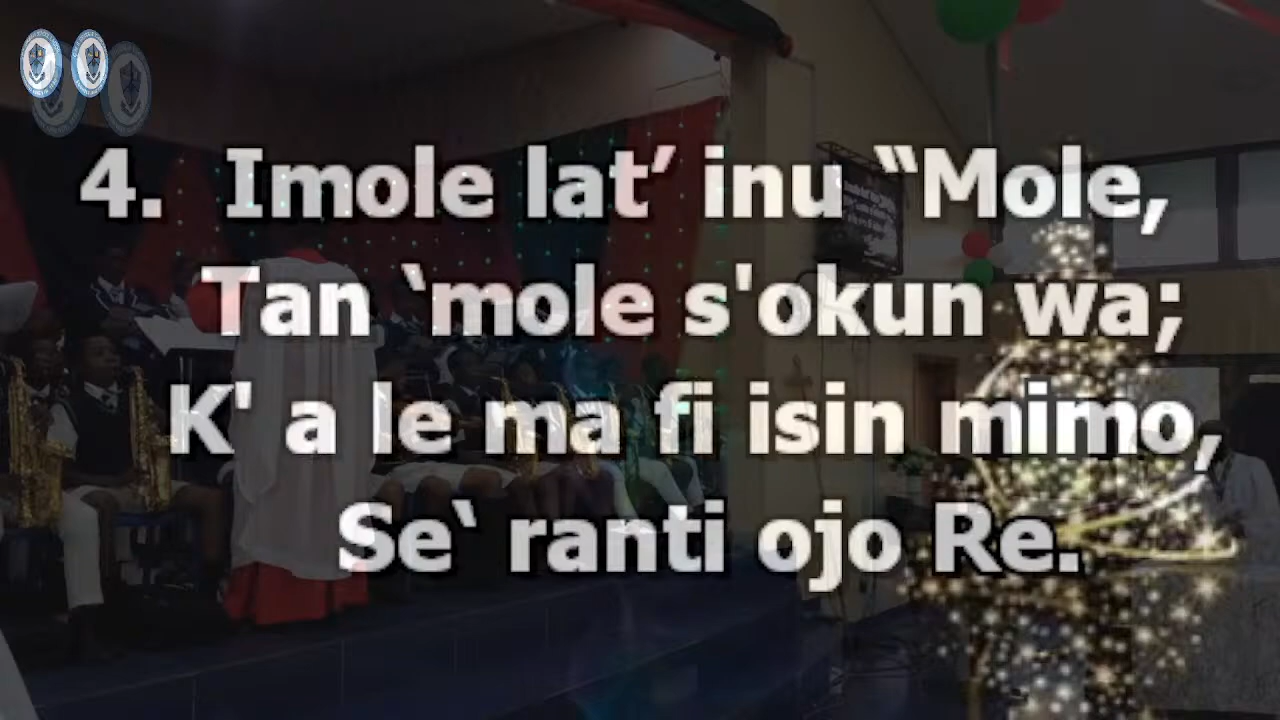 4. Imole lat’ inu “Mole,
Tan ‘mole s'okun wa;
K' a le ma fi isin mimo,
Se‘ ranti ojo Re.